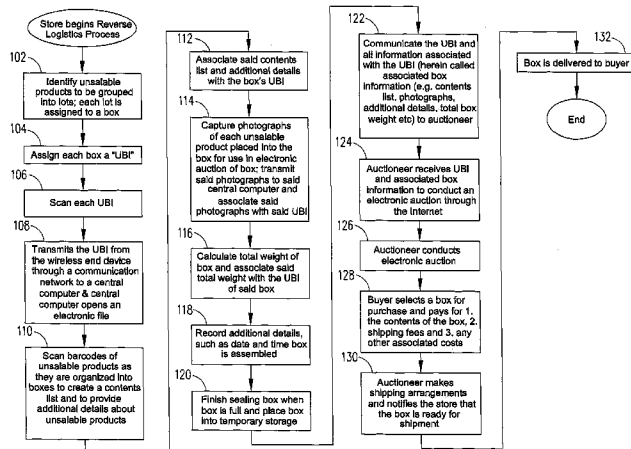 Store begins Reverse
Logistics Process
102
Identify unsalable
products to be grouped
into lots; each lot is
assigned to a box
104
Assign each box a "UBI"
106
Scan each UBI
108
Transmit the UBI from the
wireless end device
through a communication
network to a central
computer & central
computer opens an
electronic file
110
Scan barcodes of
unsalable products as
they are organized into
boxes to create a contents
list and to provide
additional details about
unsalable products
112
Associate said contents
list and additional details
with the box's UBI
114
Capture photographs
of each unsalable
product placed into the
box for use in electronic
auction of box; transmit
said photographs to said
central computer and
associate said
photographs with said UBI
116
Calculate total weight of
box and associate said
total weight with the UBI
of said box
118
Record additional details,
such as date and time box
is assembled
120
Finish sealing box when
box is full and place box
into temporary storage
122
Communicate the UBI and
all information associated
with the UBI (herein called
associated box
information (e.g. contents
list, photographs,
additional details, total box
weight etc) to auctioneer
124
Auctioneer receives UBI
and associated box
information to conduct an
electronic auction through
the Internet
126
Auctioneer conducts
electronic auction
128
Buyer selects a box for
purchase and pays for 1.
the contents of the box, 2.
shipping fees and 3, any
other associated costs
130
Auctioneer makes
shipping arrangements
and notifies the store that
the box is ready for
shipment
132
Box is delivered to buyer
End